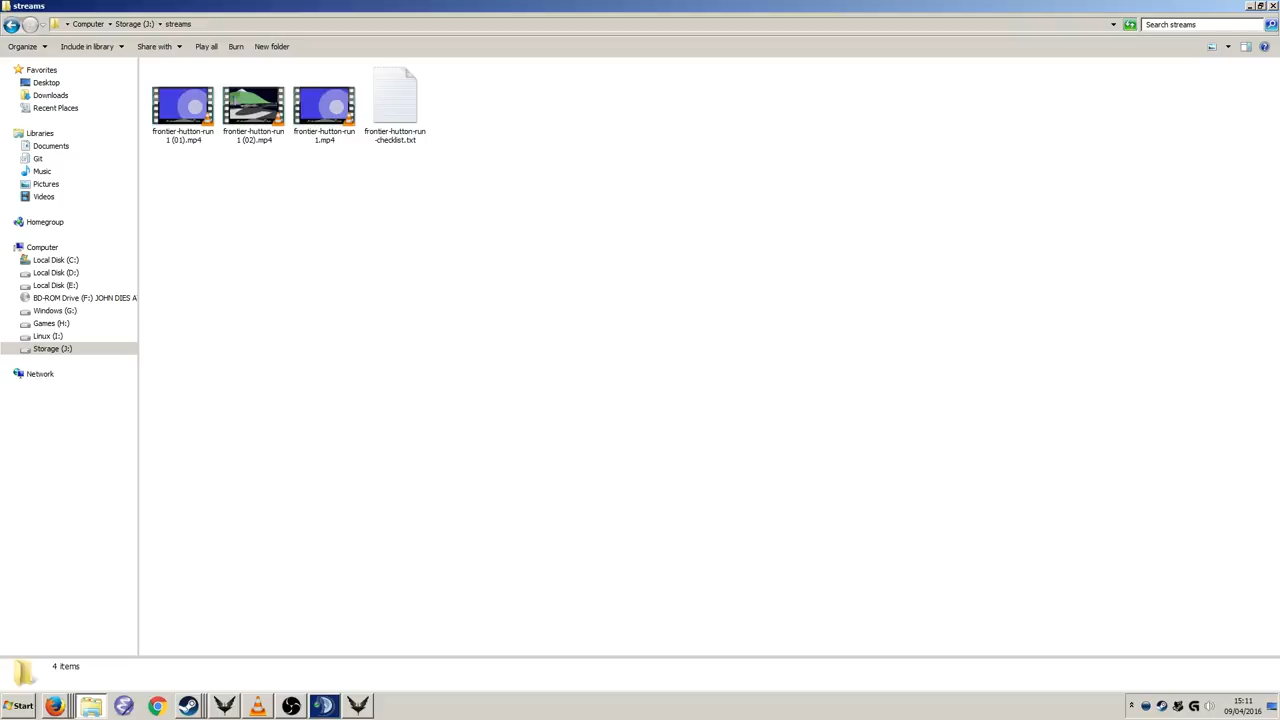 streams
Computer
Storage (J:)
streams
Search streams
Organize
Include in library
Share with
Play all
Burn
New folder
Favorites
Desktop
Downloads
Recent Places
Libraries
Documents
Git
Music
Pictures
Videos
Homegroup
Computer
Local Disk (C:)
Local Disk (D:)
Local Disk (E:)
BD-ROM Drive (F:) JOHN DIES A
Windows (G:)
Games (H:)
Linux (I:)
Storage (J:)
Network
frontier-hutton-run
1 (01).mp4
frontier-hutton-run
1 (02).mp4
frontier-hutton-run
1.mp4
frontier-hutton-run
-checklist.txt
4 items
Start
15:11
09/04/2016